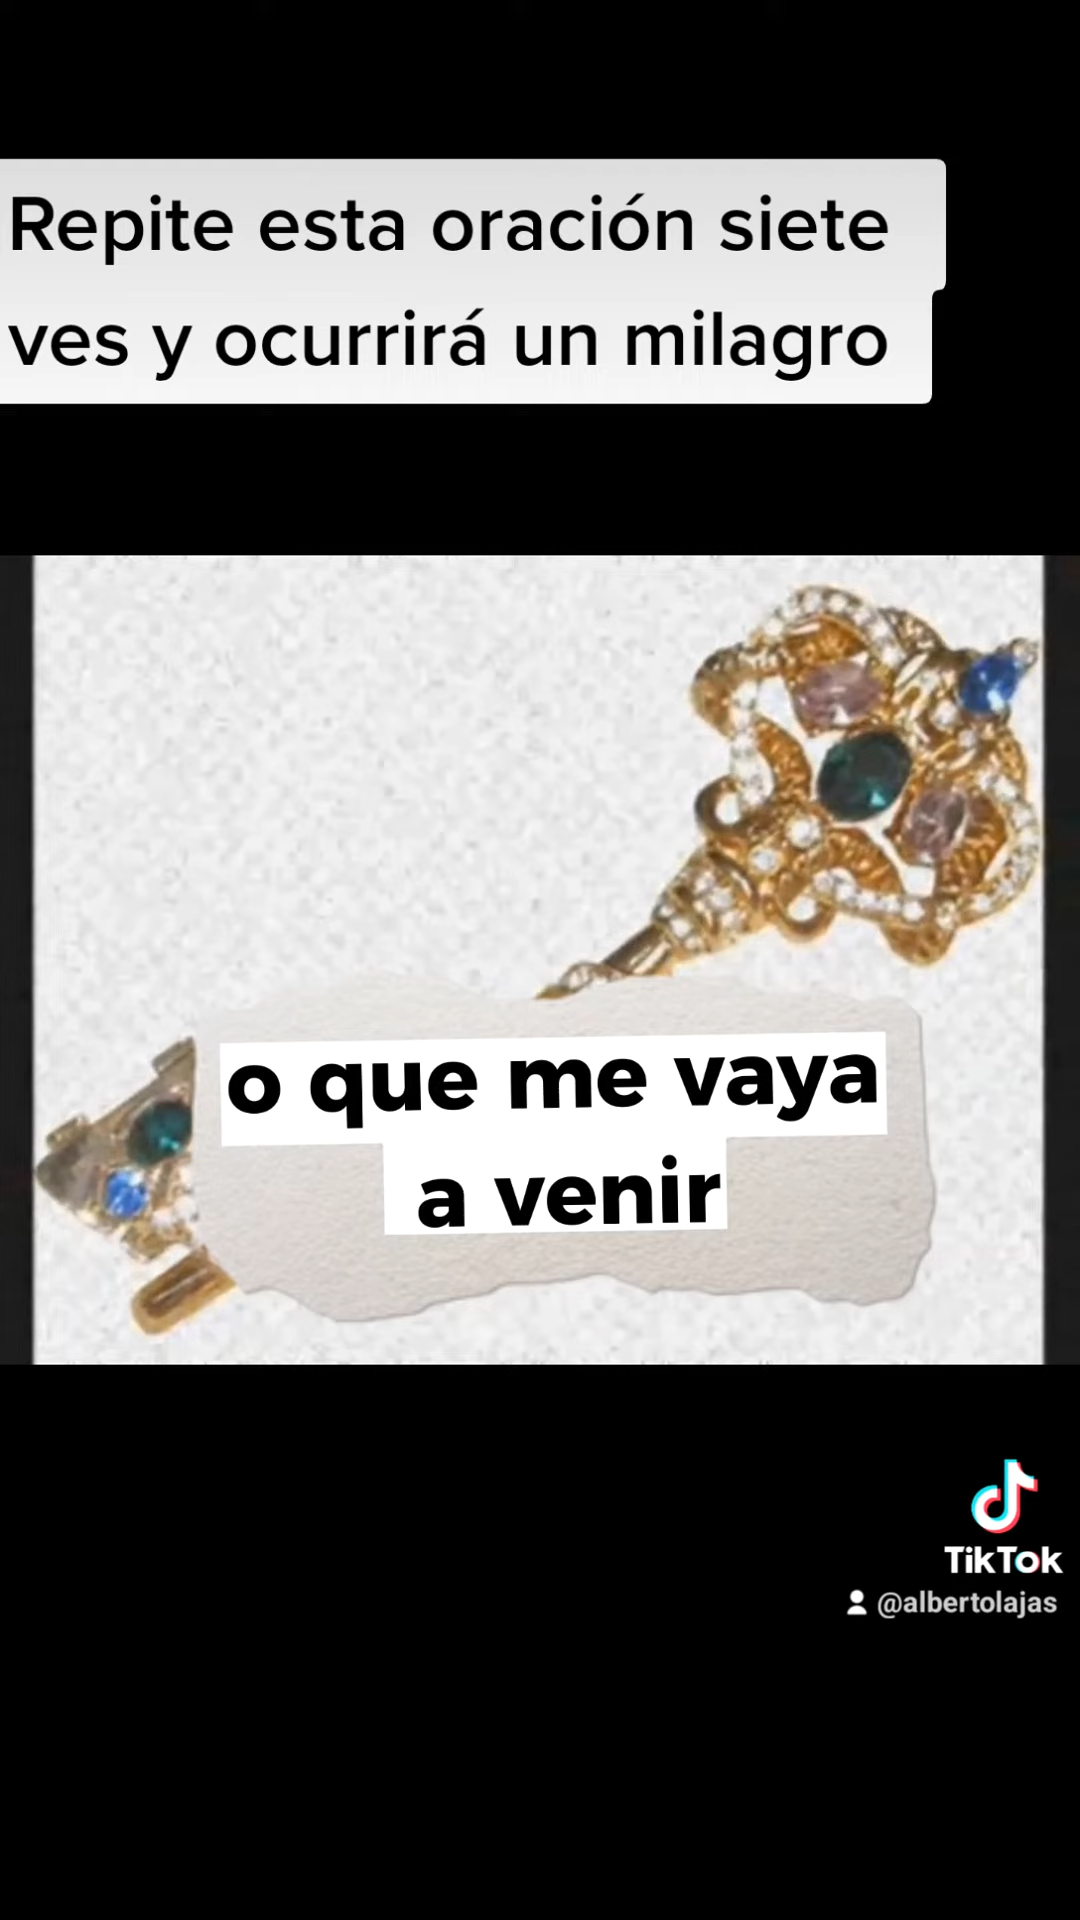 Repite esta oración siete
ves y ocurrirá un milagro
o que me vaya
a venir
TikTok
@albertolajas